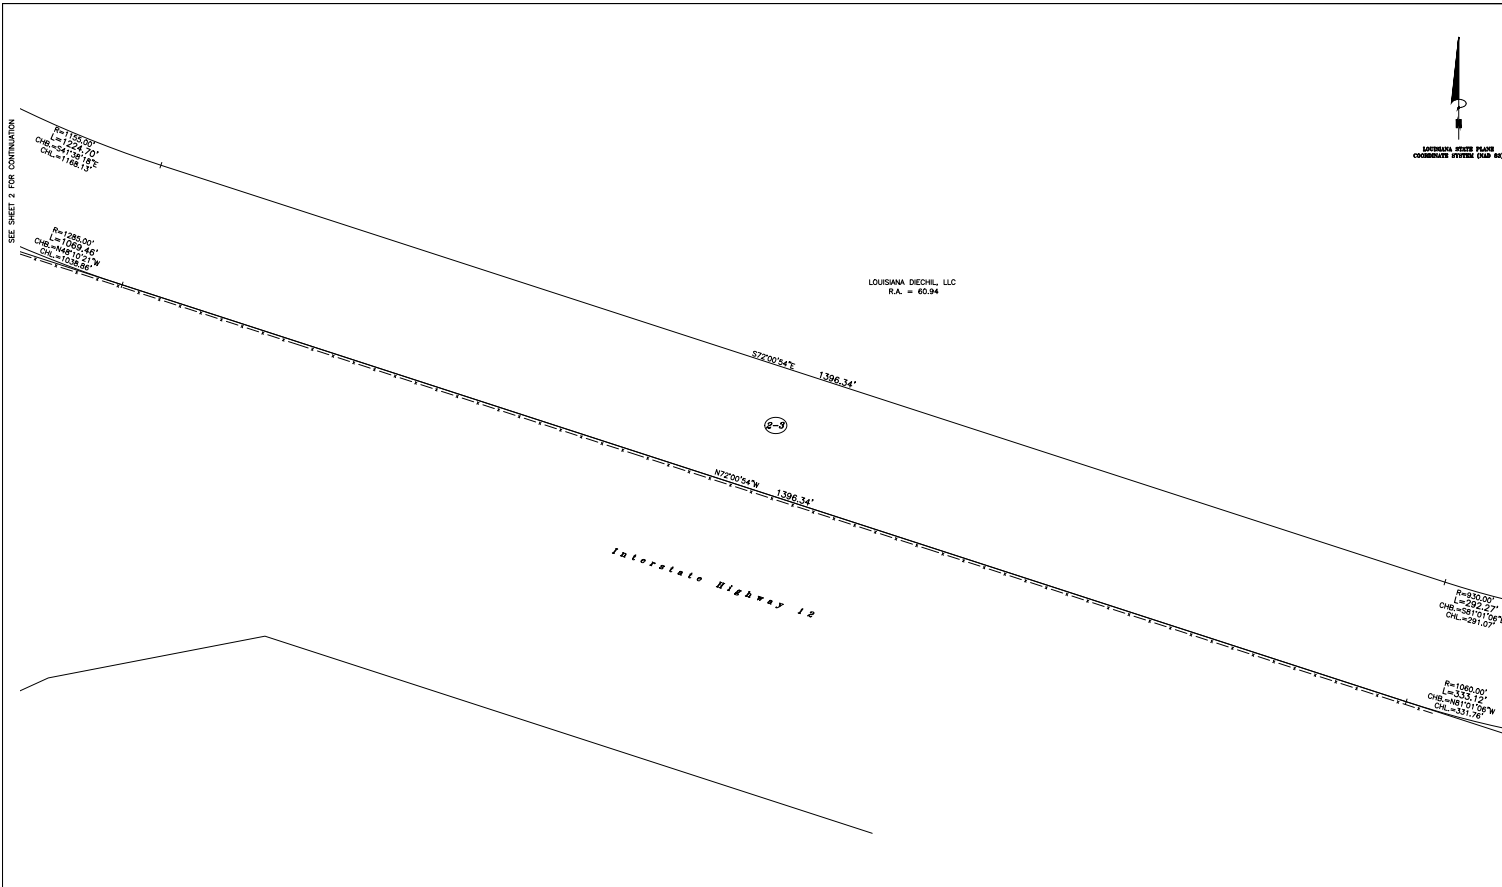 SEE SHEET 2 FOR CONTINUATION
R=1155.00'
L=1224.70'
CHB.=S41°38'18"E
CHL.=1168.13'
R=1285.00'
L=1069.46'
CHB.=N48°10'21"W
CHL.=1038.86'
LOUISIANA STATE PLANE
COORDINATE SYSTEM (NAD 83)
LOUISIANA DIECHIL, LLC
R.A. = 60.94
S72°00'54"E 1396.34'
2-3
N72°00'54"W 1396.34'
Interstate Highway 12
R=930.00'
L=292.27'
CHB.=S81°01'06"E
CHL.=291.07'
R=1060.00'
L=333.12'
CHB.=N81°01'06"W
CHL.=331.76'